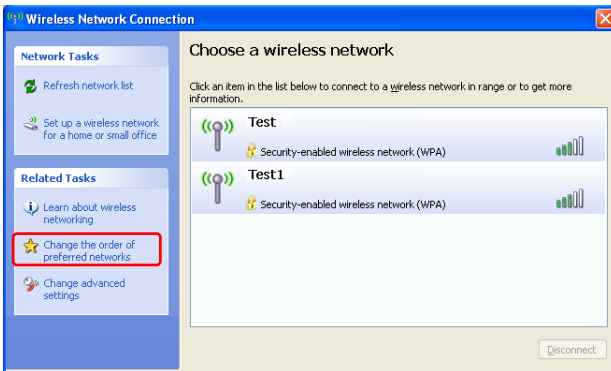 Wireless Network Connection
Network Tasks
Refresh network list
Set up a wireless network
for a home or small office
Related Tasks
Learn about wireless
networking
Change the order of
preferred networks
Change advanced
settings
Choose a wireless network
Click an item in the list below to connect to a wireless network in range or to get more
information.
Test
Security-enabled wireless network (WPA)
Test1
Security-enabled wireless network (WPA)
Disconnect